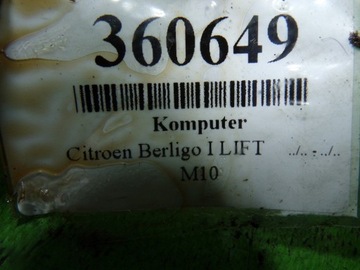 360649
Komputer
Citroen Berligo I LIFT ../.. - ../..
M10